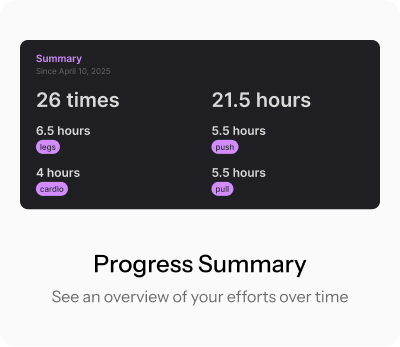 Summary
Since April 10, 2025
26 times
21.5 hours
6.5 hours
5.5 hours
legs
push
4 hours
5.5 hours
cardio
pull
Progress Summary
See an overview of your efforts over time